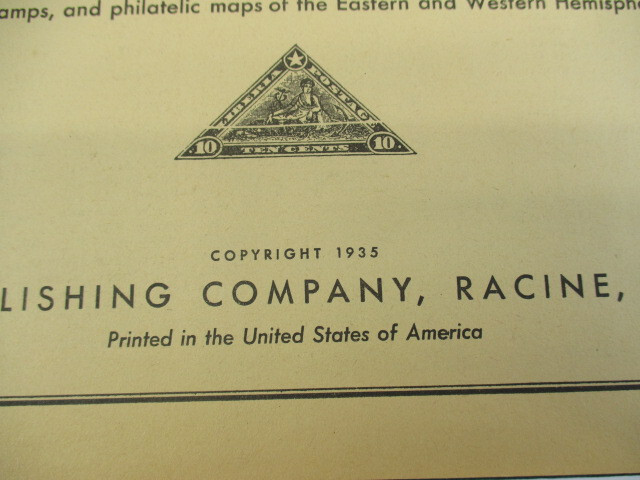 amps, and philatelic maps of the Eastern and Western Hemisphe
LIBERIA POSTAGE
10 TEN CENTS 10
COPYRIGHT 1935
LISHING COMPANY, RACINE,
Printed in the United States of America